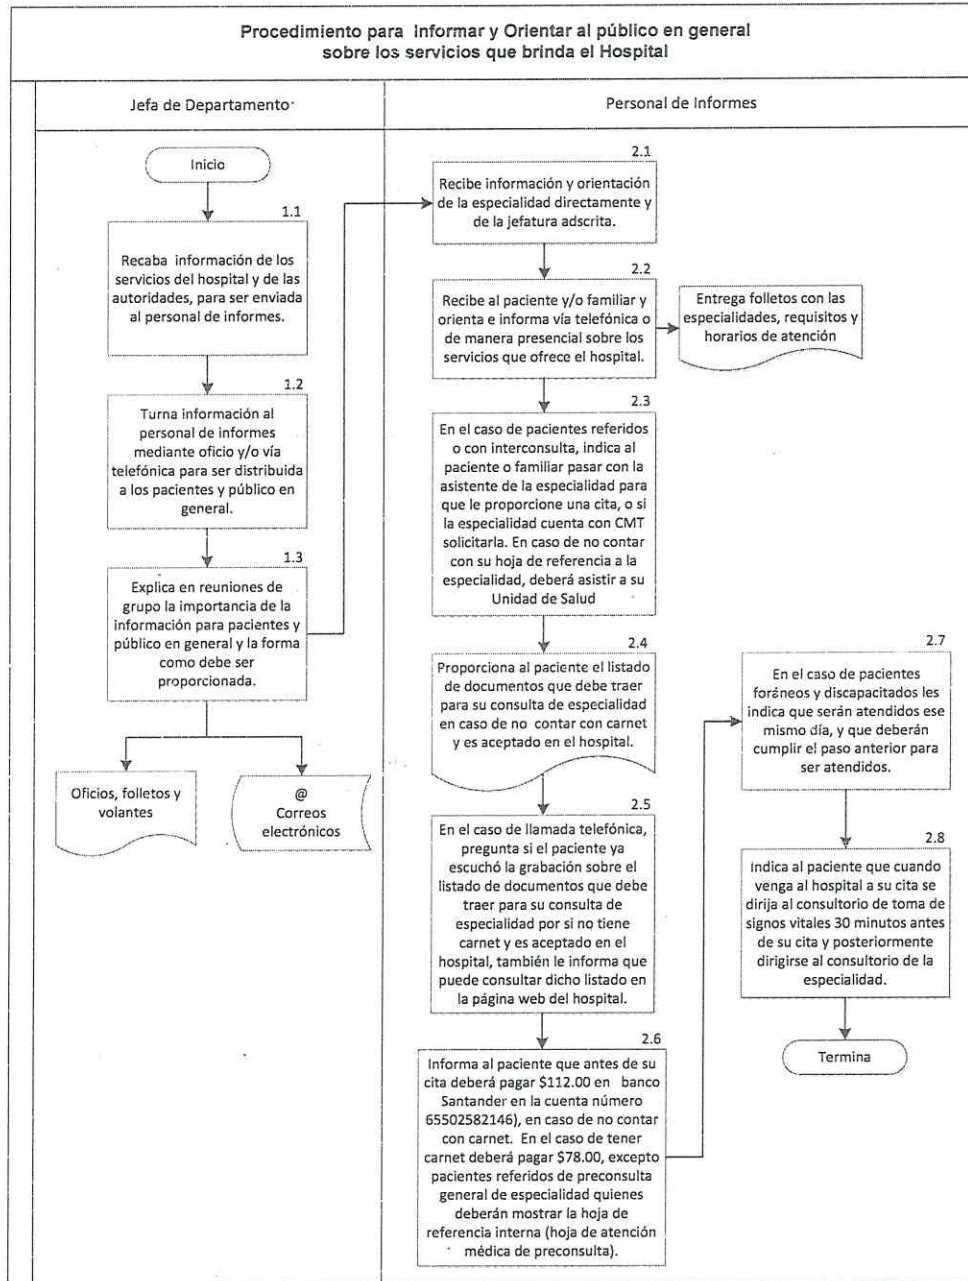 Procedimiento para Informar y Orientar al público en general
sobre los servicios que brinda el Hospital
Jefa de Departamento
Personal de Informes
Inicio
1.1
Recaba información de los
servicios del hospital y de las
autoridades, para ser enviada
al personal de informes.
1.2
Turna información al
personal de informes
mediante oficio y/o vía
telefónica para ser distribuida
a los pacientes y público en
general.
1.3
Explica en reuniones de
grupo la importancia de la
información para pacientes y
público en general y la forma
como debe ser
proporcionada.
Oficios, folletos y
volantes
@
Correos
electrónicos
2.1
Recibe información y orientación
de la especialidad directamente y
de la jefatura adscrita.
2.2
Recibe al paciente y/o familiar y
orienta e informa vía telefónica o
de manera presencial sobre los
servicios que ofrece el hospital.
Entrega folletos con las
especialidades, requisitos y
horarios de atención
2.3
En el caso de pacientes referidos
o con interconsulta, indica al
paciente o familiar pasar con la
asistente de la especialidad para
que le proporcione una cita, o si
la especialidad cuenta con CMT
solicitarla. En caso de no contar
con su hoja de referencia a la
especialidad, deberá asistir a su
Unidad de Salud
2.4
Proporciona al paciente el listado
de documentos que debe traer
para su consulta de especialidad
en caso de no contar con carnet
y es aceptado en el hospital.
2.5
En el caso de llamada telefónica,
pregunta si el paciente ya
escuchó la grabación sobre el
listado de documentos que debe
traer para su consulta de
especialidad por si no tiene
carnet y es aceptado en el
hospital, también le informa que
puede consultar dicho listado en
la página web del hospital.
2.6
Informa al paciente que antes de su
cita deberá pagar $112.00 en banco
Santander en la cuenta número
65502582146), en caso de no contar
con carnet. En el caso de tener
carnet deberá pagar $78.00, excepto
pacientes referidos de preconsulta
general de especialidad quienes
deberán mostrar la hoja de
referencia interna (hoja de atención
médica de preconsulta).
2.7
En el caso de pacientes
foráneos y discapacitados les
indica que serán atendidos ese
mismo día, y que deberán
cumplir el paso anterior para
ser atendidos.
2.8
Indica al paciente que cuando
venga al hospital a su cita se
dirija al consultorio de toma de
signos vitales 30 minutos antes
de su cita y posteriormente
dirigirse al consultorio de la
especialidad.
Termina